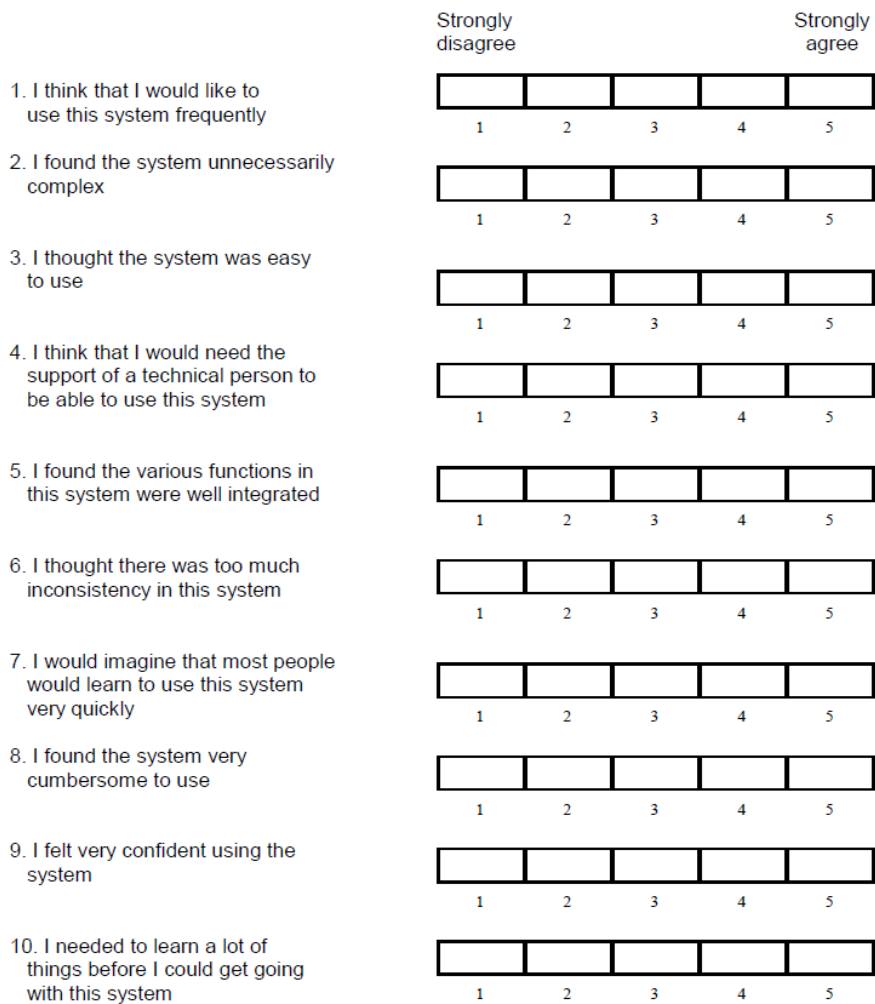 Strongly disagree
Strongly agree
1. I think that I would like to
use this system frequently
1 2 3 4 5
2. I found the system unnecessarily
complex
1 2 3 4 5
3. I thought the system was easy
to use
1 2 3 4 5
4. I think that I would need the
support of a technical person to
be able to use this system
1 2 3 4 5
5. I found the various functions in
this system were well integrated
1 2 3 4 5
6. I thought there was too much
inconsistency in this system
1 2 3 4 5
7. I would imagine that most people
would learn to use this system
very quickly
1 2 3 4 5
8. I found the system very
cumbersome to use
1 2 3 4 5
9. I felt very confident using the
system
1 2 3 4 5
10. I needed to learn a lot of
things before I could get going
with this system
1 2 3 4 5